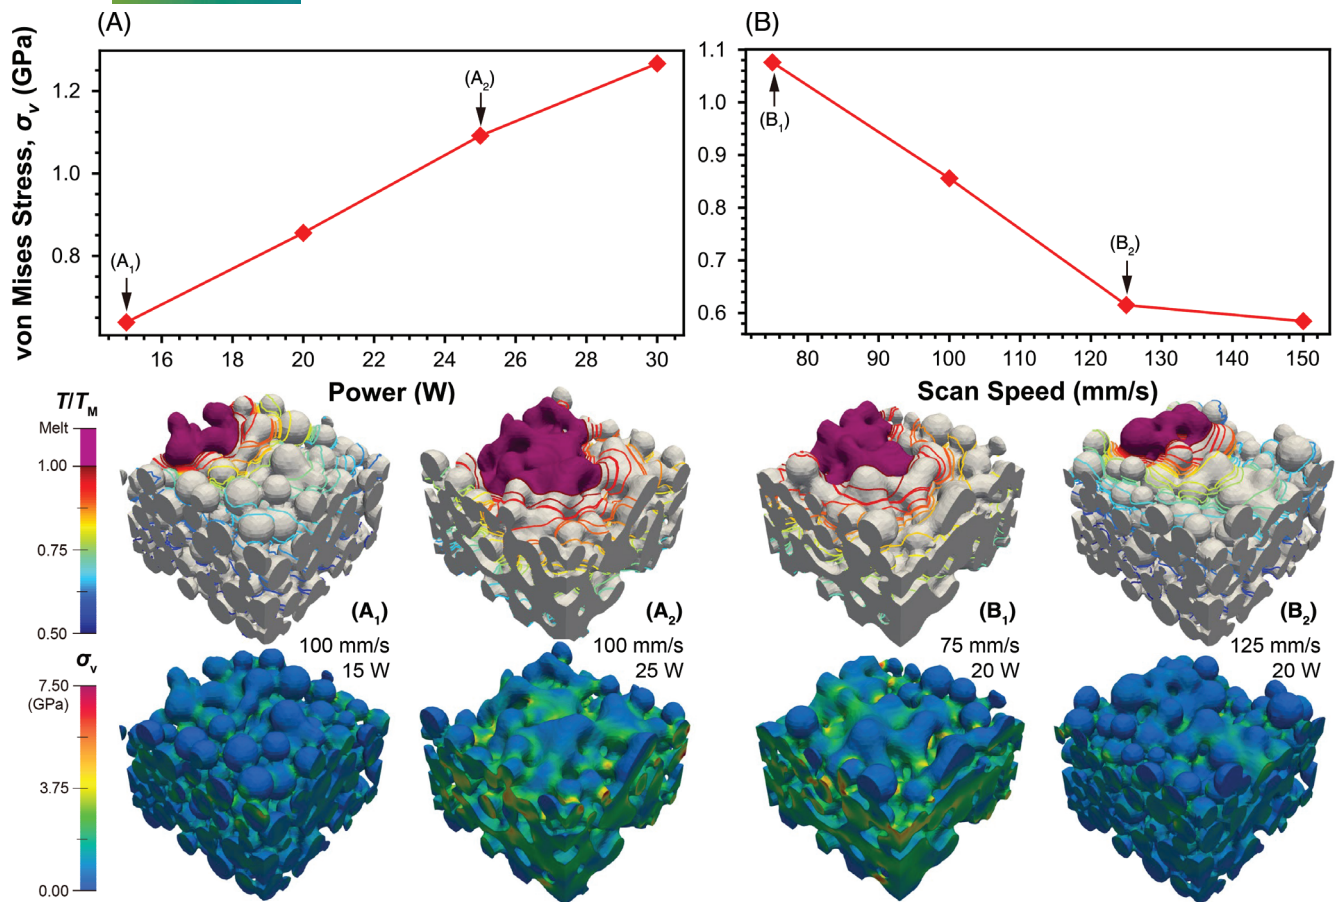 (A)
(B)
von Mises Stress, σv (GPa)
1.2
1.0
0.8
(A1)
(A2)
16 18 20 22 24 26 28 30
Power (W)
1.1
1.0
0.9
0.8
0.7
0.6
(B1)
(B2)
80 90 100 110 120 130 140 150
Scan Speed (mm/s)
T/TM
Melt
1.00
0.75
0.50
(A1)
100 mm/s
15 W
(A2)
100 mm/s
25 W
(B1)
75 mm/s
20 W
(B2)
125 mm/s
20 W
σv
7.50
(GPa)
3.75
0.00